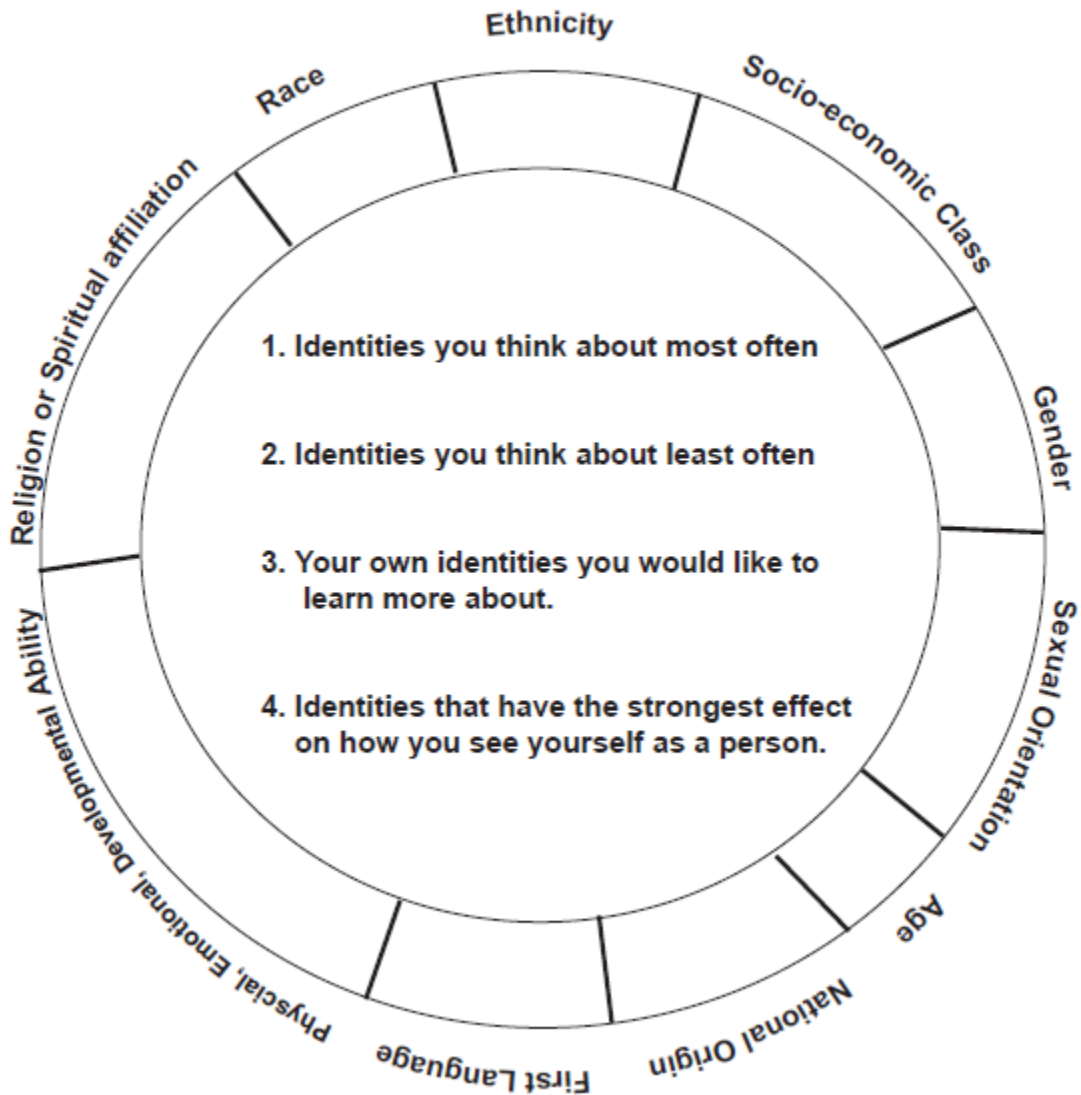 Ethnicity
Socio-economic Class
Gender
Sexual Orientation
Age
National Origin
First Language
Physcial, Emotional, Developmental Ability
Religion or Spiritual affiliation
Race
1. Identities you think about most often
2. Identities you think about least often
3. Your own identities you would like to
learn more about.
4. Identities that have the strongest effect
on how you see yourself as a person.